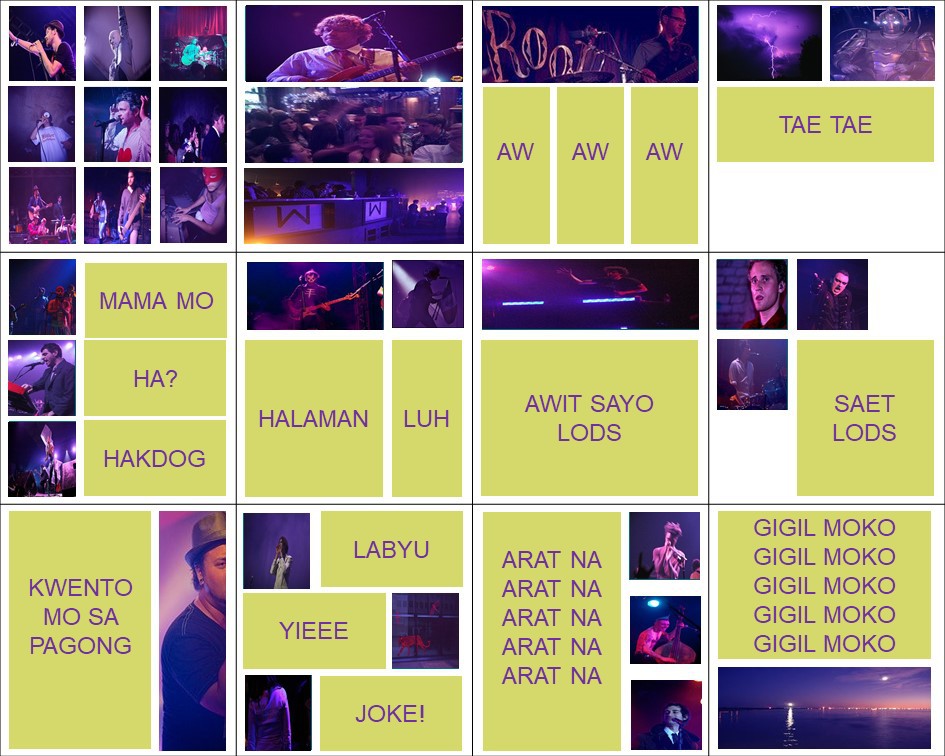 ROOM
AW
AW
AW
TAE TAE
MAMA MO
HA?
HAKDOG
HALAMAN
LUH
AWIT SAYO
LODS
SAET
LODS
KWENTO
MO SA
PAGONG
LABYU
YIEEE
JOKE!
ARAT NA
ARAT NA
ARAT NA
ARAT NA
ARAT NA
GIGIL MOKO
GIGIL MOKO
GIGIL MOKO
GIGIL MOKO
GIGIL MOKO